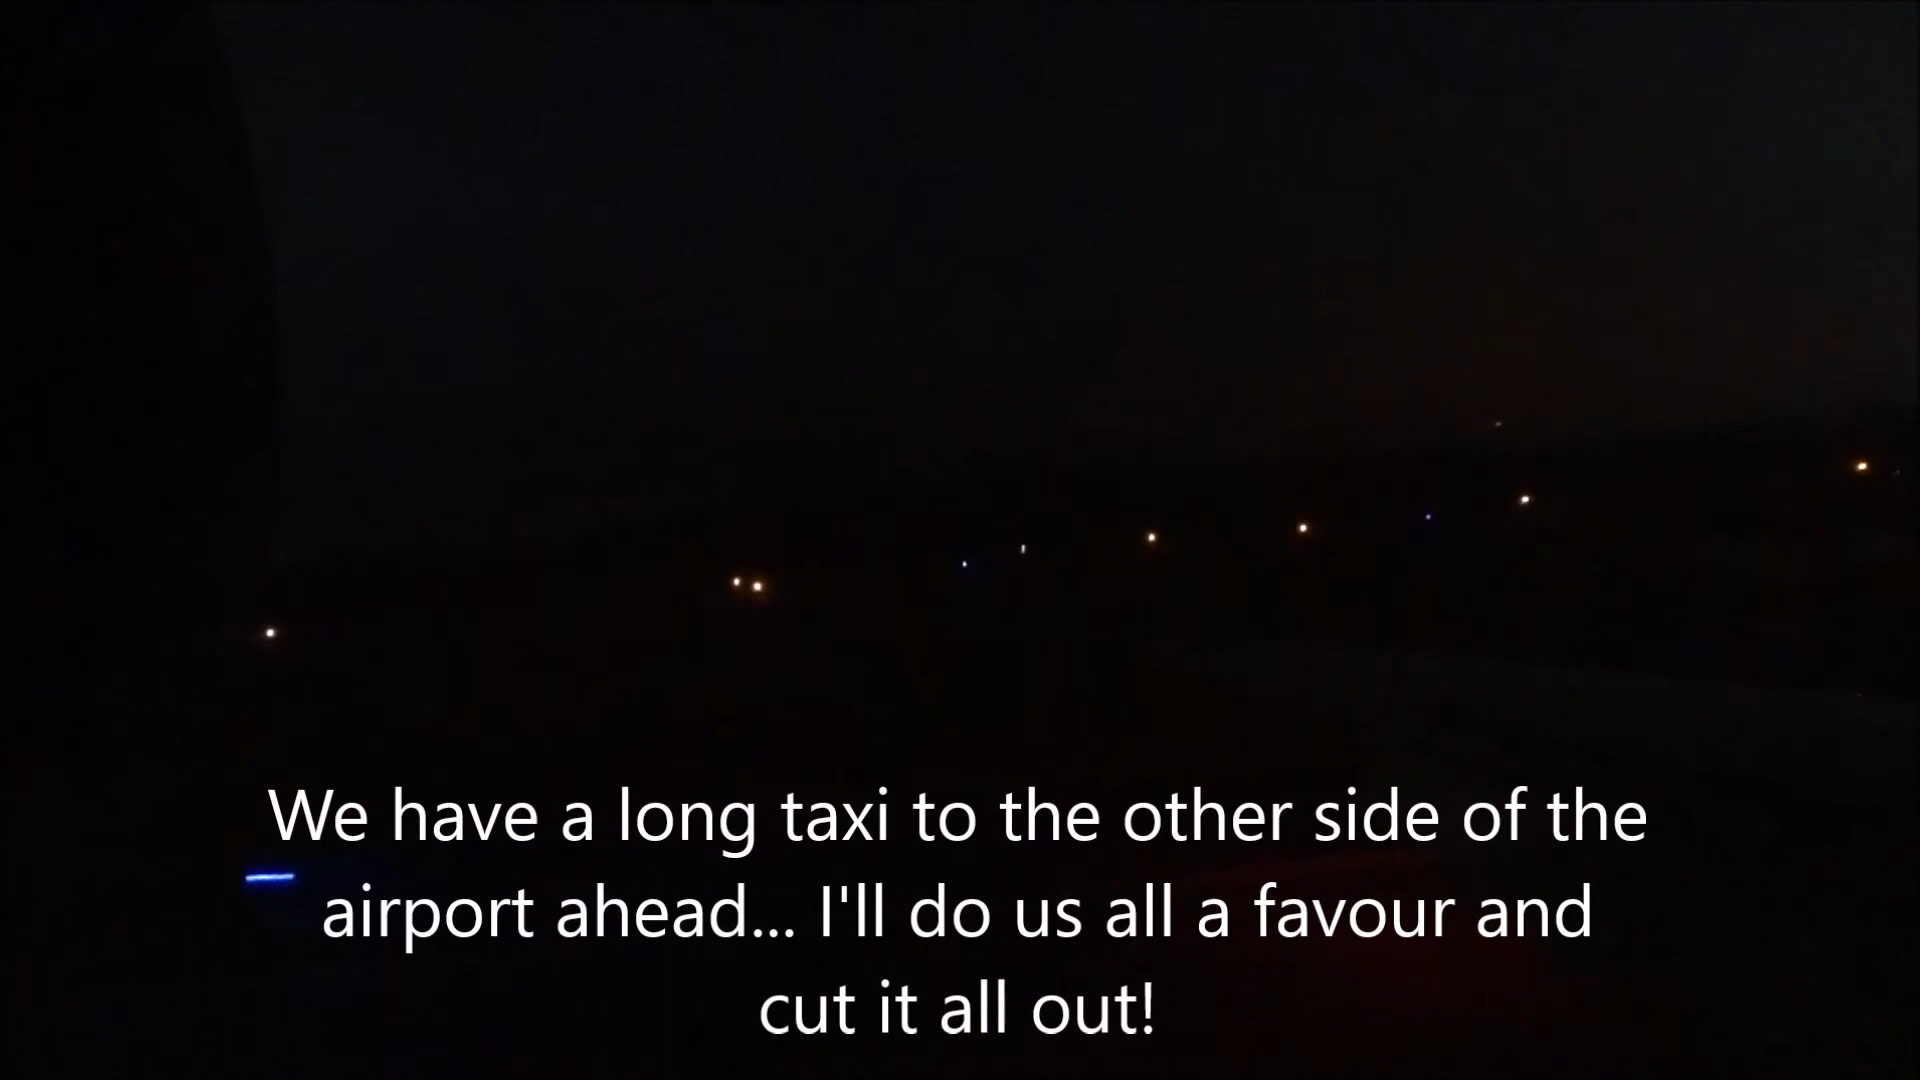 We have a long taxi to the other side of the
airport ahead... I'll do us all a favour and
cut it all out!